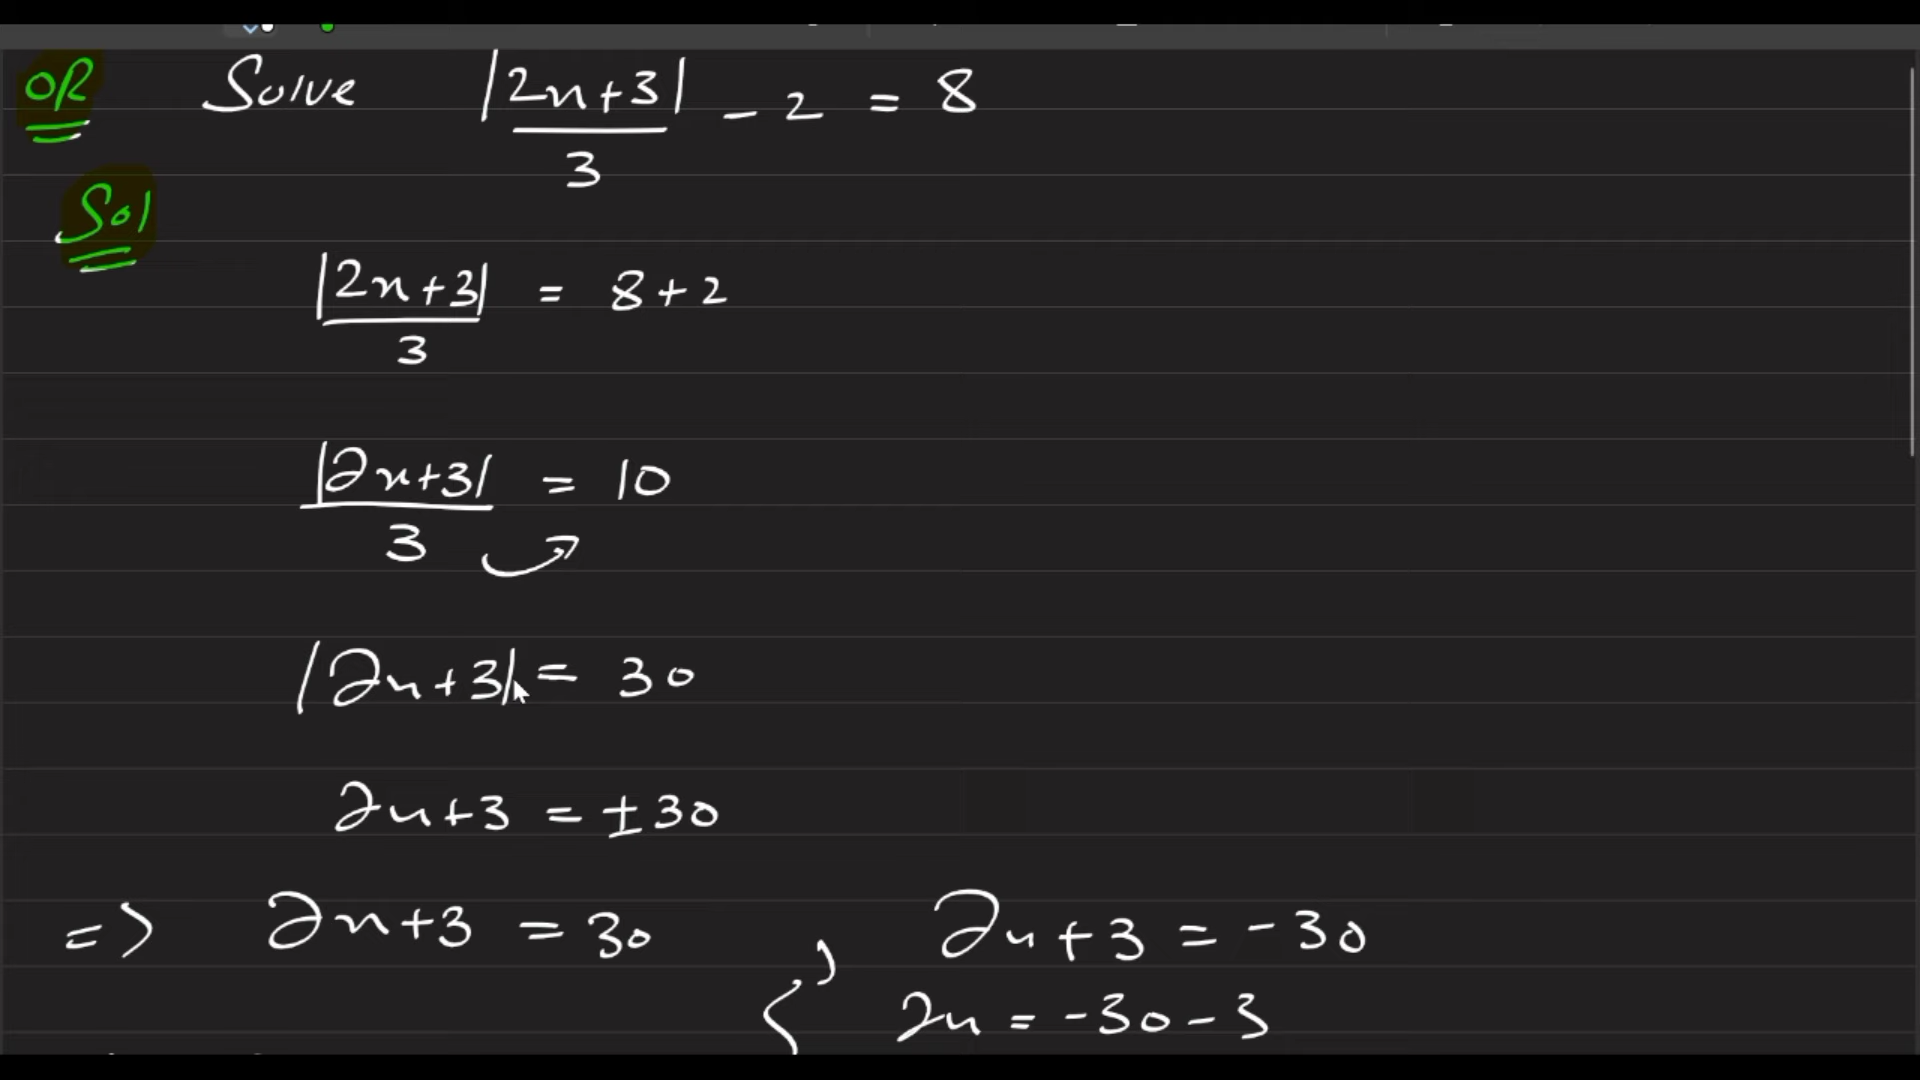 OR Solve |2x+3|/3 - 2 = 8
Sol
|2x+3|/3 = 8+2
|2x+3|/3 = 10
|2x+3| = 30
2x+3 = ±30
=> 2x+3 = 30 , 2x+3 = -30
2x = -30-3